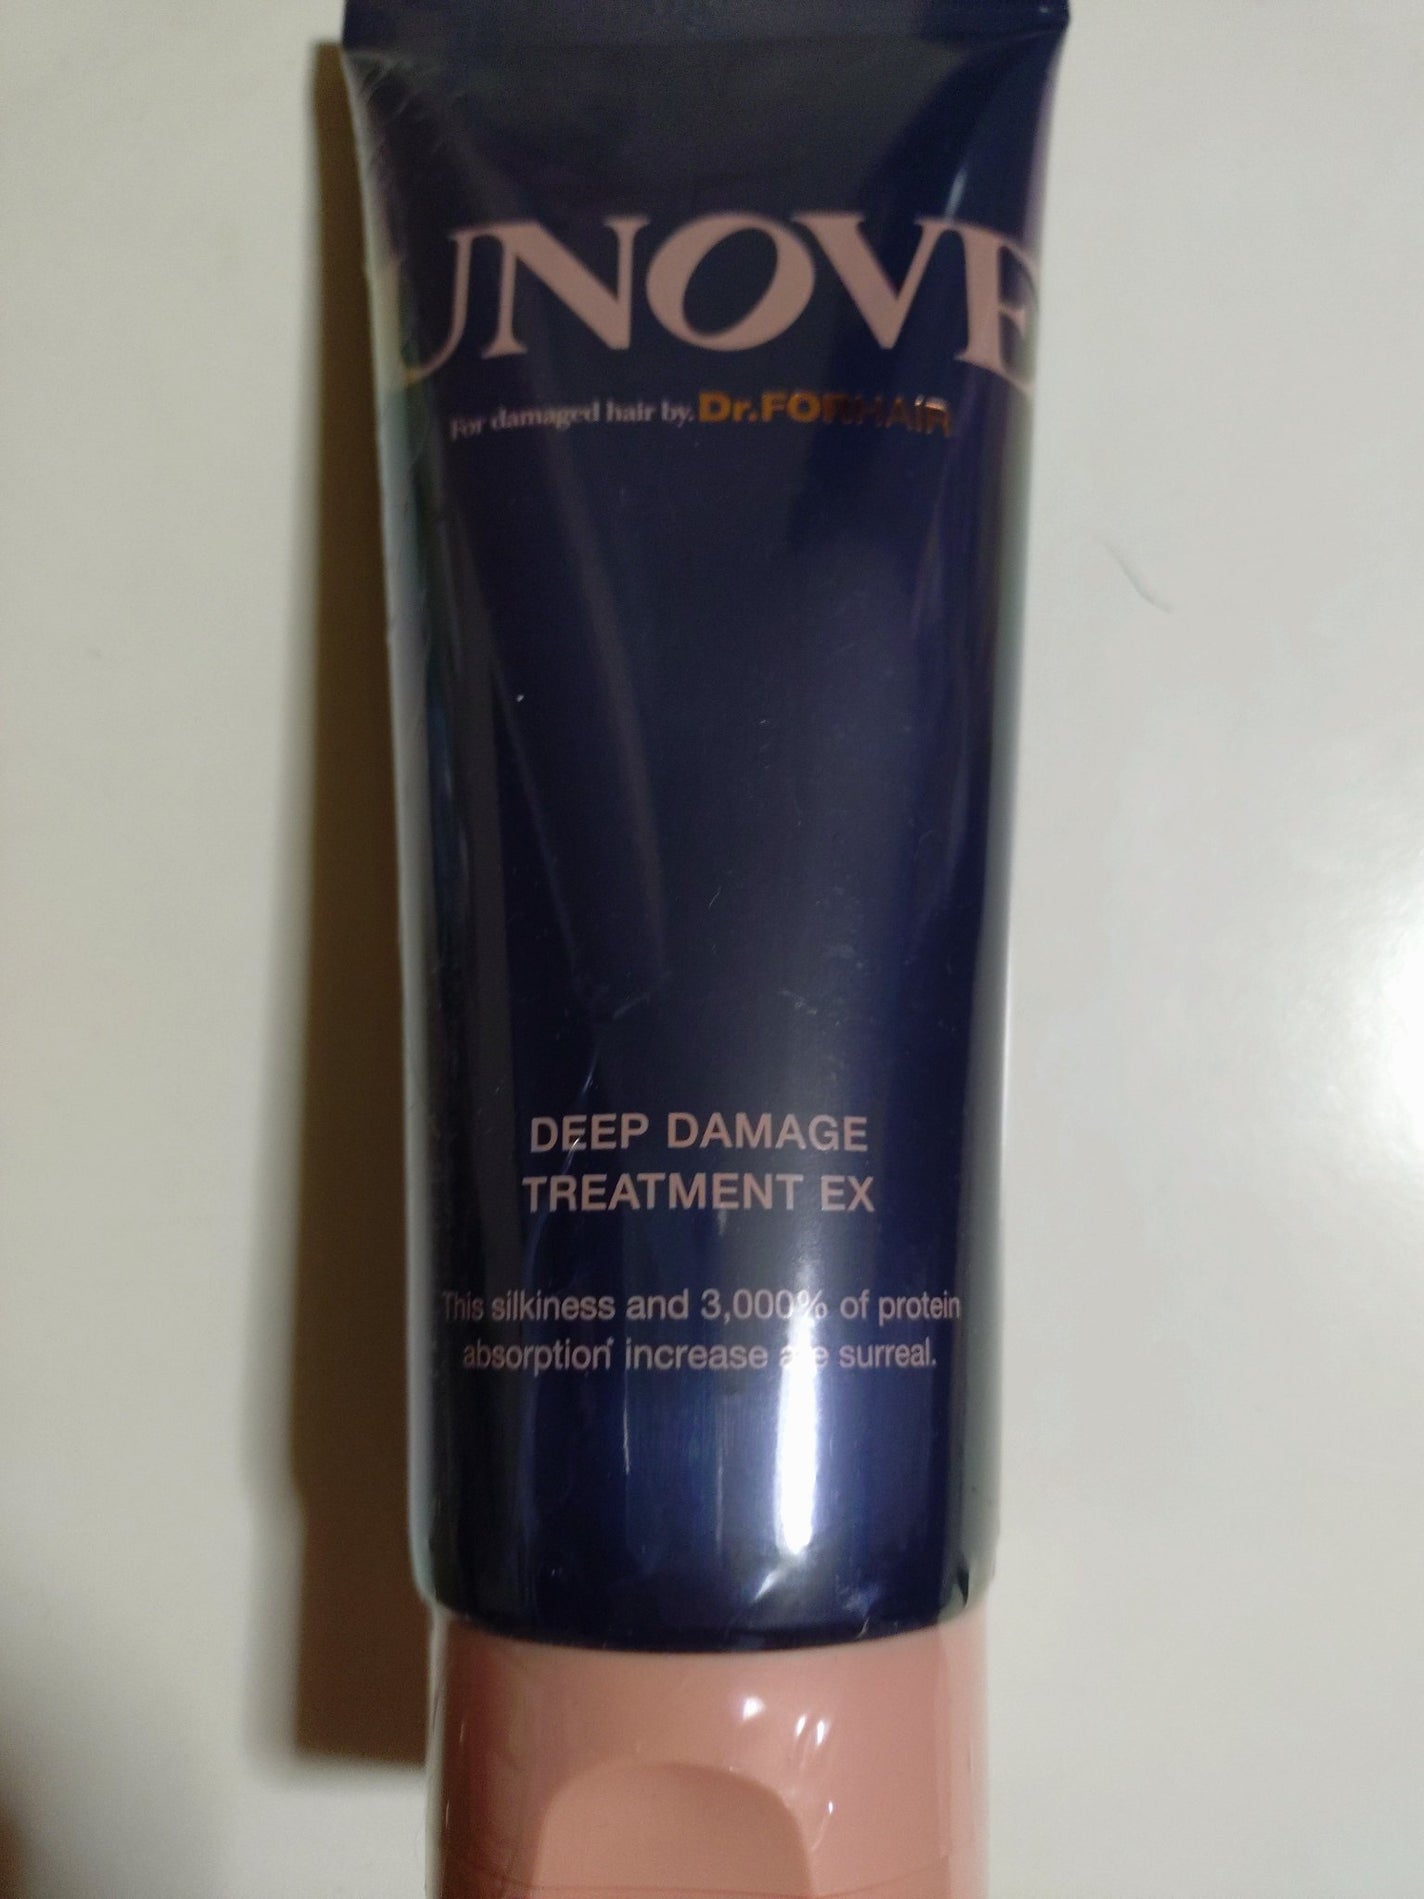 UNOVE
For damaged hair by. Dr.FORHAIR
DEEP DAMAGE
TREATMENT EX
This silkiness and 3,000% of protein
absorption* increase are surreal.